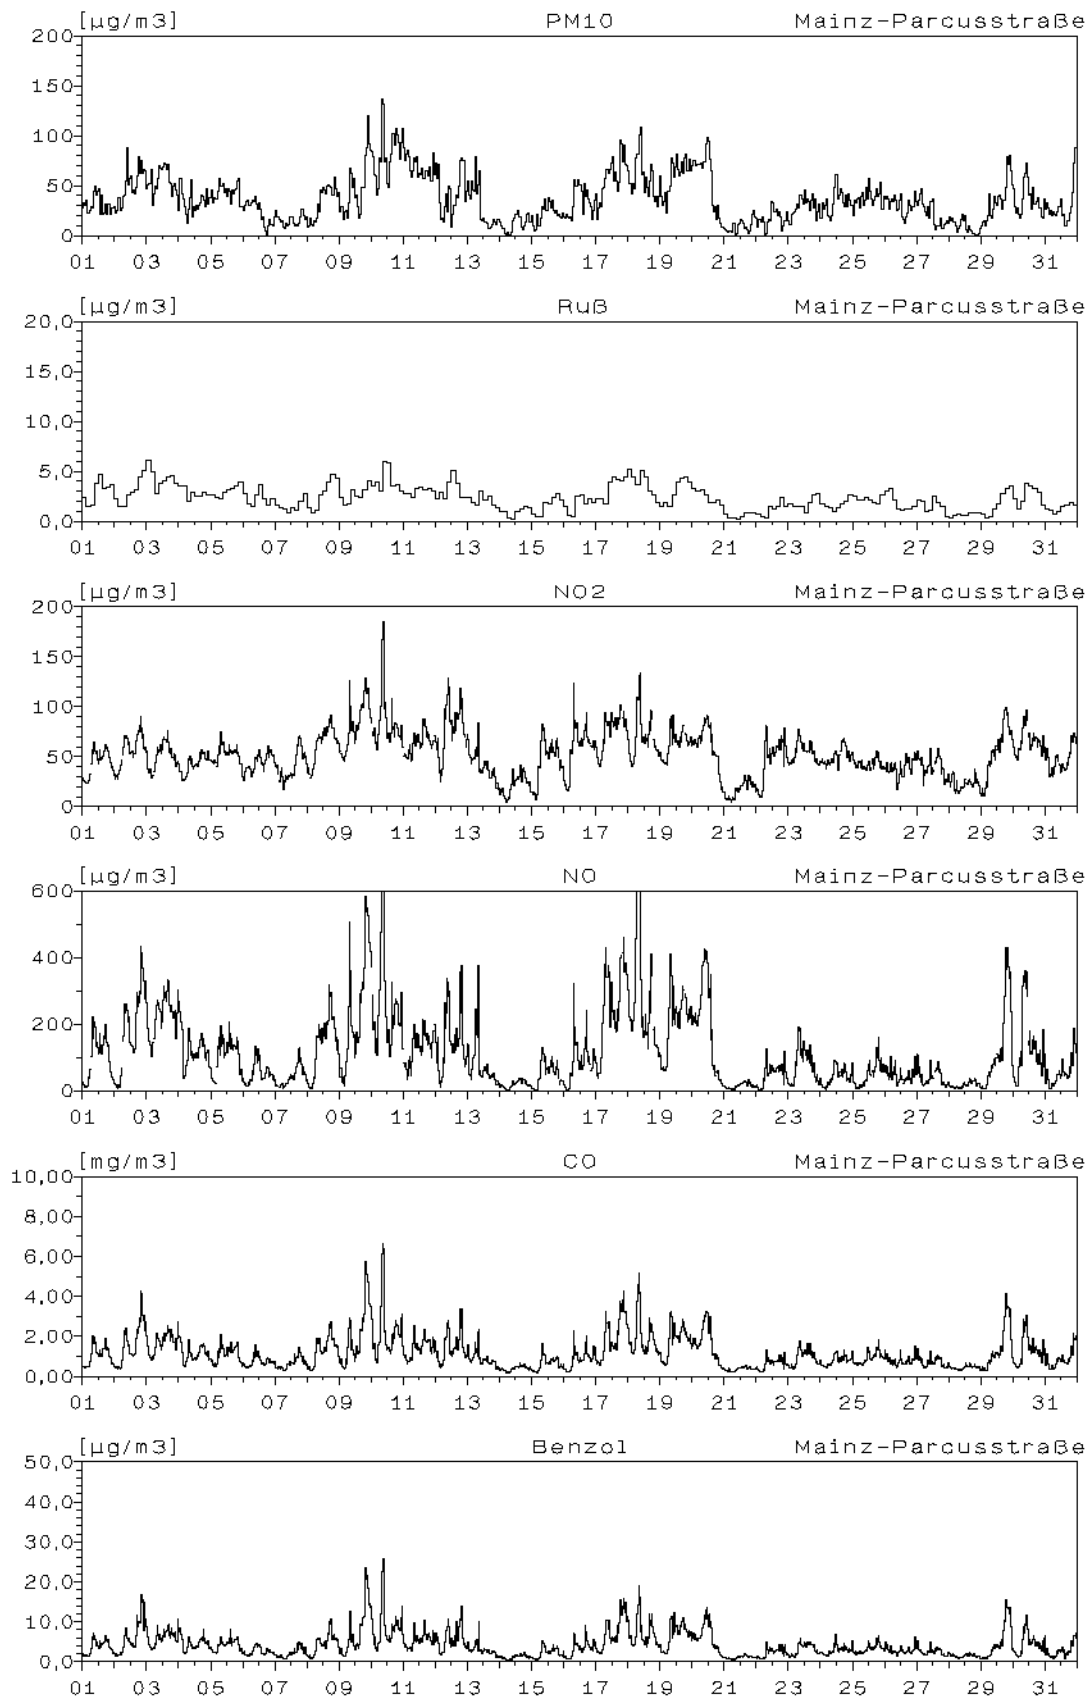 [µg/m3] PM10 Mainz-Parcusstraße
200
150
100
50
0
01 03 05 07 09 11 13 15 17 19 21 23 25 27 29 31
[µg/m3] Ruß Mainz-Parcusstraße
20,0
15,0
10,0
5,0
0,0
01 03 05 07 09 11 13 15 17 19 21 23 25 27 29 31
[µg/m3] NO2 Mainz-Parcusstraße
200
150
100
50
0
01 03 05 07 09 11 13 15 17 19 21 23 25 27 29 31
[µg/m3] NO Mainz-Parcusstraße
600
400
200
0
01 03 05 07 09 11 13 15 17 19 21 23 25 27 29 31
[mg/m3] CO Mainz-Parcusstraße
10,00
8,00
6,00
4,00
2,00
0,00
01 03 05 07 09 11 13 15 17 19 21 23 25 27 29 31
[µg/m3] Benzol Mainz-Parcusstraße
50,0
40,0
30,0
20,0
10,0
0,0
01 03 05 07 09 11 13 15 17 19 21 23 25 27 29 31